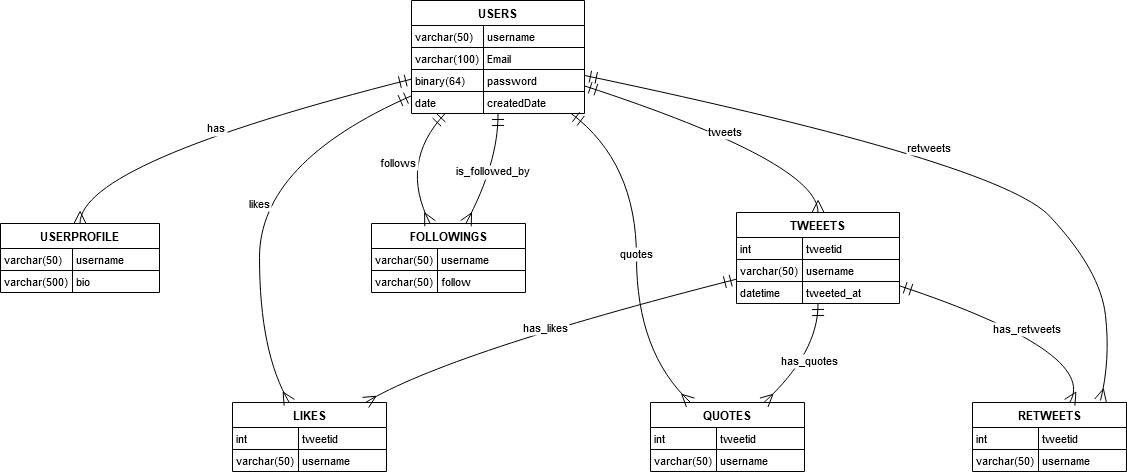 USERS
varchar(50) username
varchar(100) Email
binary(64) password
date createdDate
has
tweets
retweets
follows
is_followed_by
likes
USERPROFILE
varchar(50) username
varchar(500) bio
FOLLOWINGS
varchar(50) username
varchar(50) follow
TWEEETS
int tweetid
varchar(50) username
datetime tweeted_at
quotes
has_likes
has_retweets
has_quotes
LIKES
int tweetid
varchar(50) username
QUOTES
int tweetid
varchar(50) username
RETWEETS
int tweetid
varchar(50) username